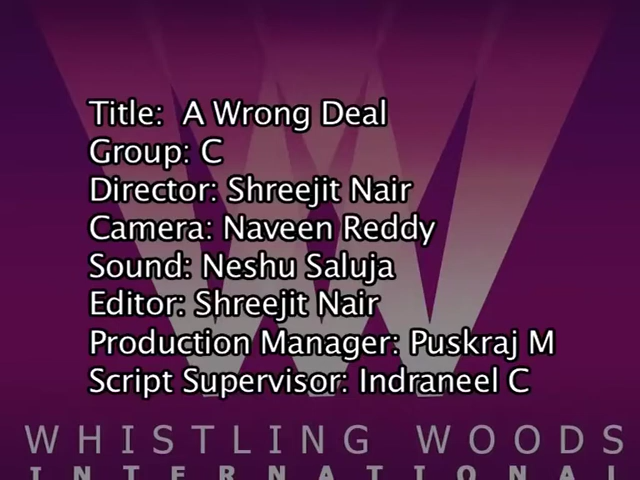 Title:  A Wrong Deal
Group: C
Director: Shreejit Nair
Camera: Naveen Reddy
Sound: Neshu Saluja
Editor: Shreejit Nair
Production Manager: Puskraj M
Script Supervisor: Indraneel C
WHISTLING WOODS
INTERNATIONAL